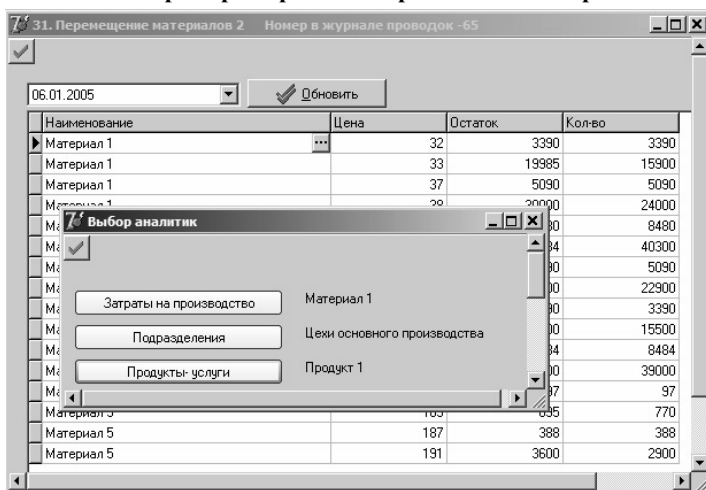 31. Перемещение материалов 2 Номер в журнале проводок -65
06.01.2005 Обновить
Наименование Цена Остаток Кол-во
Материал 1 ... 32 3390 3390
Материал 1 33 19985 15900
Материал 1 37 5090 5090
24000
Выбор аналитик
8480
40300
5090
Затраты на производство Материал 1
22900
3390
Подразделения Цехи основного производства
15500
8484
Продукты- услуги Продукт 1
39000
97
770
Материал 5 187 388 388
Материал 5 191 3600 2900